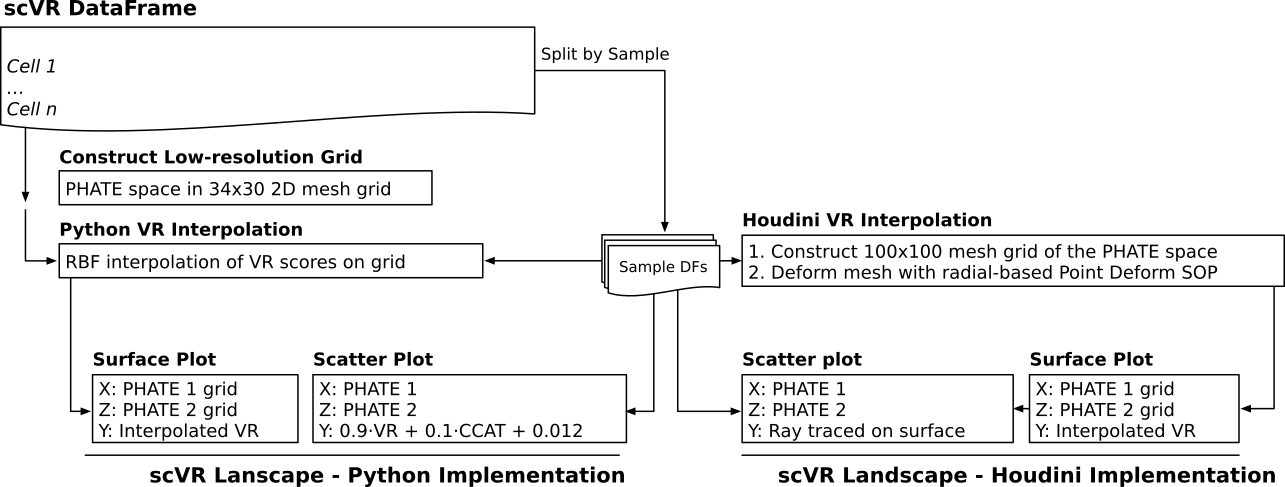 scVR DataFrame
Cell 1
...
Cell n
Split by Sample
Construct Low-resolution Grid
PHATE space in 34x30 2D mesh grid
Python VR Interpolation
RBF interpolation of VR scores on grid
Sample DFs
Houdini VR Interpolation
1. Construct 100x100 mesh grid of the PHATE space
2. Deform mesh with radial-based Point Deform SOP
Surface Plot
X: PHATE 1 grid
Z: PHATE 2 grid
Y: Interpolated VR
Scatter Plot
X: PHATE 1
Z: PHATE 2
Y: 0.9·VR + 0.1·CCAT + 0.012
scVR Lanscape - Python Implementation
Scatter plot
X: PHATE 1
Z: PHATE 2
Y: Ray traced on surface
Surface Plot
X: PHATE 1 grid
Z: PHATE 2 grid
Y: Interpolated VR
scVR Landscape - Houdini Implementation